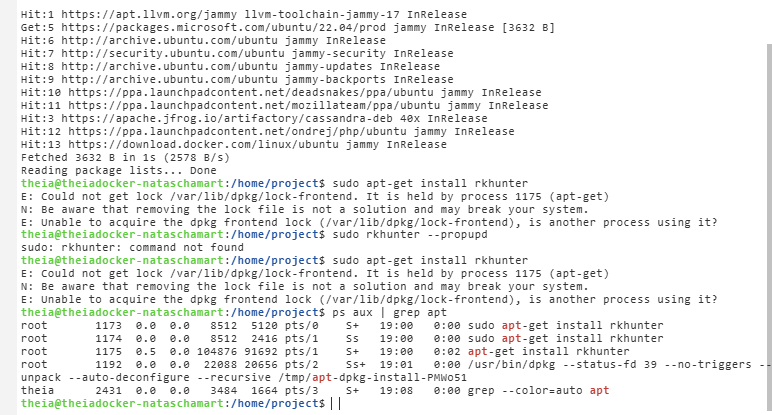 Hit:1 https://apt.llvm.org/jammy llvm-toolchain-jammy-17 InRelease
Get:5 https://packages.microsoft.com/ubuntu/22.04/prod jammy InRelease [3632 B]
Hit:6 http://archive.ubuntu.com/ubuntu jammy InRelease
Hit:7 http://security.ubuntu.com/ubuntu jammy-security InRelease
Hit:8 http://archive.ubuntu.com/ubuntu jammy-updates InRelease
Hit:9 http://archive.ubuntu.com/ubuntu jammy-backports InRelease
Hit:10 https://ppa.launchpadcontent.net/deadsnakes/ppa/ubuntu jammy InRelease
Hit:11 https://ppa.launchpadcontent.net/mozillateam/ppa/ubuntu jammy InRelease
Hit:3 https://apache.jfrog.io/artifactory/cassandra-deb 40x InRelease
Hit:12 https://ppa.launchpadcontent.net/ondrej/php/ubuntu jammy InRelease
Hit:13 https://download.docker.com/linux/ubuntu jammy InRelease
Fetched 3632 B in 1s (2578 B/s)
Reading package lists... Done
theia@theiadocker-nataschamart:/home/project$ sudo apt-get install rkhunter
E: Could not get lock /var/lib/dpkg/lock-frontend. It is held by process 1175 (apt-get)
N: Be aware that removing the lock file is not a solution and may break your system.
E: Unable to acquire the dpkg frontend lock (/var/lib/dpkg/lock-frontend), is another process using it?
theia@theiadocker-nataschamart:/home/project$ sudo rkhunter --propupd
sudo: rkhunter: command not found
theia@theiadocker-nataschamart:/home/project$ sudo apt-get install rkhunter
E: Could not get lock /var/lib/dpkg/lock-frontend. It is held by process 1175 (apt-get)
N: Be aware that removing the lock file is not a solution and may break your system.
E: Unable to acquire the dpkg frontend lock (/var/lib/dpkg/lock-frontend), is another process using it?
theia@theiadocker-nataschamart:/home/project$ ps aux | grep apt
root 1173 0.0 0.0 8512 5120 pts/0 S+ 19:00 0:00 sudo apt-get install rkhunter
root 1174 0.0 0.0 8512 2416 pts/1 Ss 19:00 0:00 sudo apt-get install rkhunter
root 1175 0.5 0.0 104876 91692 pts/1 S+ 19:00 0:02 apt-get install rkhunter
root 1192 0.0 0.0 22088 20656 pts/2 Ss+ 19:01 0:00 /usr/bin/dpkg --status-fd 39 --no-triggers --
unpack --auto-deconfigure --recursive /tmp/apt-dpkg-install-PMWo51
theia 2431 0.0 0.0 3484 1664 pts/3 S+ 19:08 0:00 grep --color=auto apt
theia@theiadocker-nataschamart:/home/project$